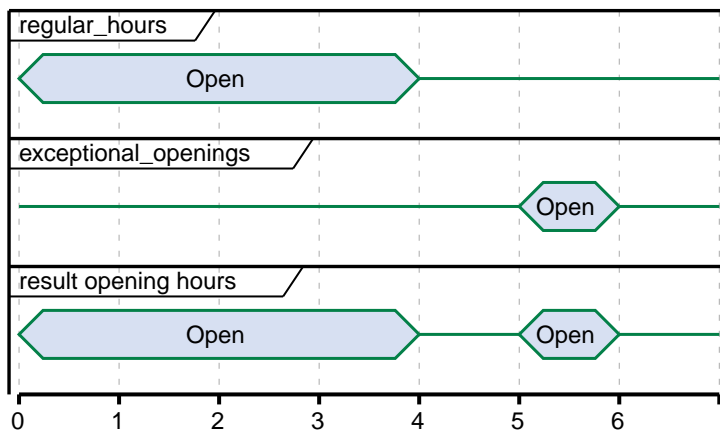 regular_hours
Open
exceptional_openings
Open
result opening hours
Open Open
0 1 2 3 4 5 6